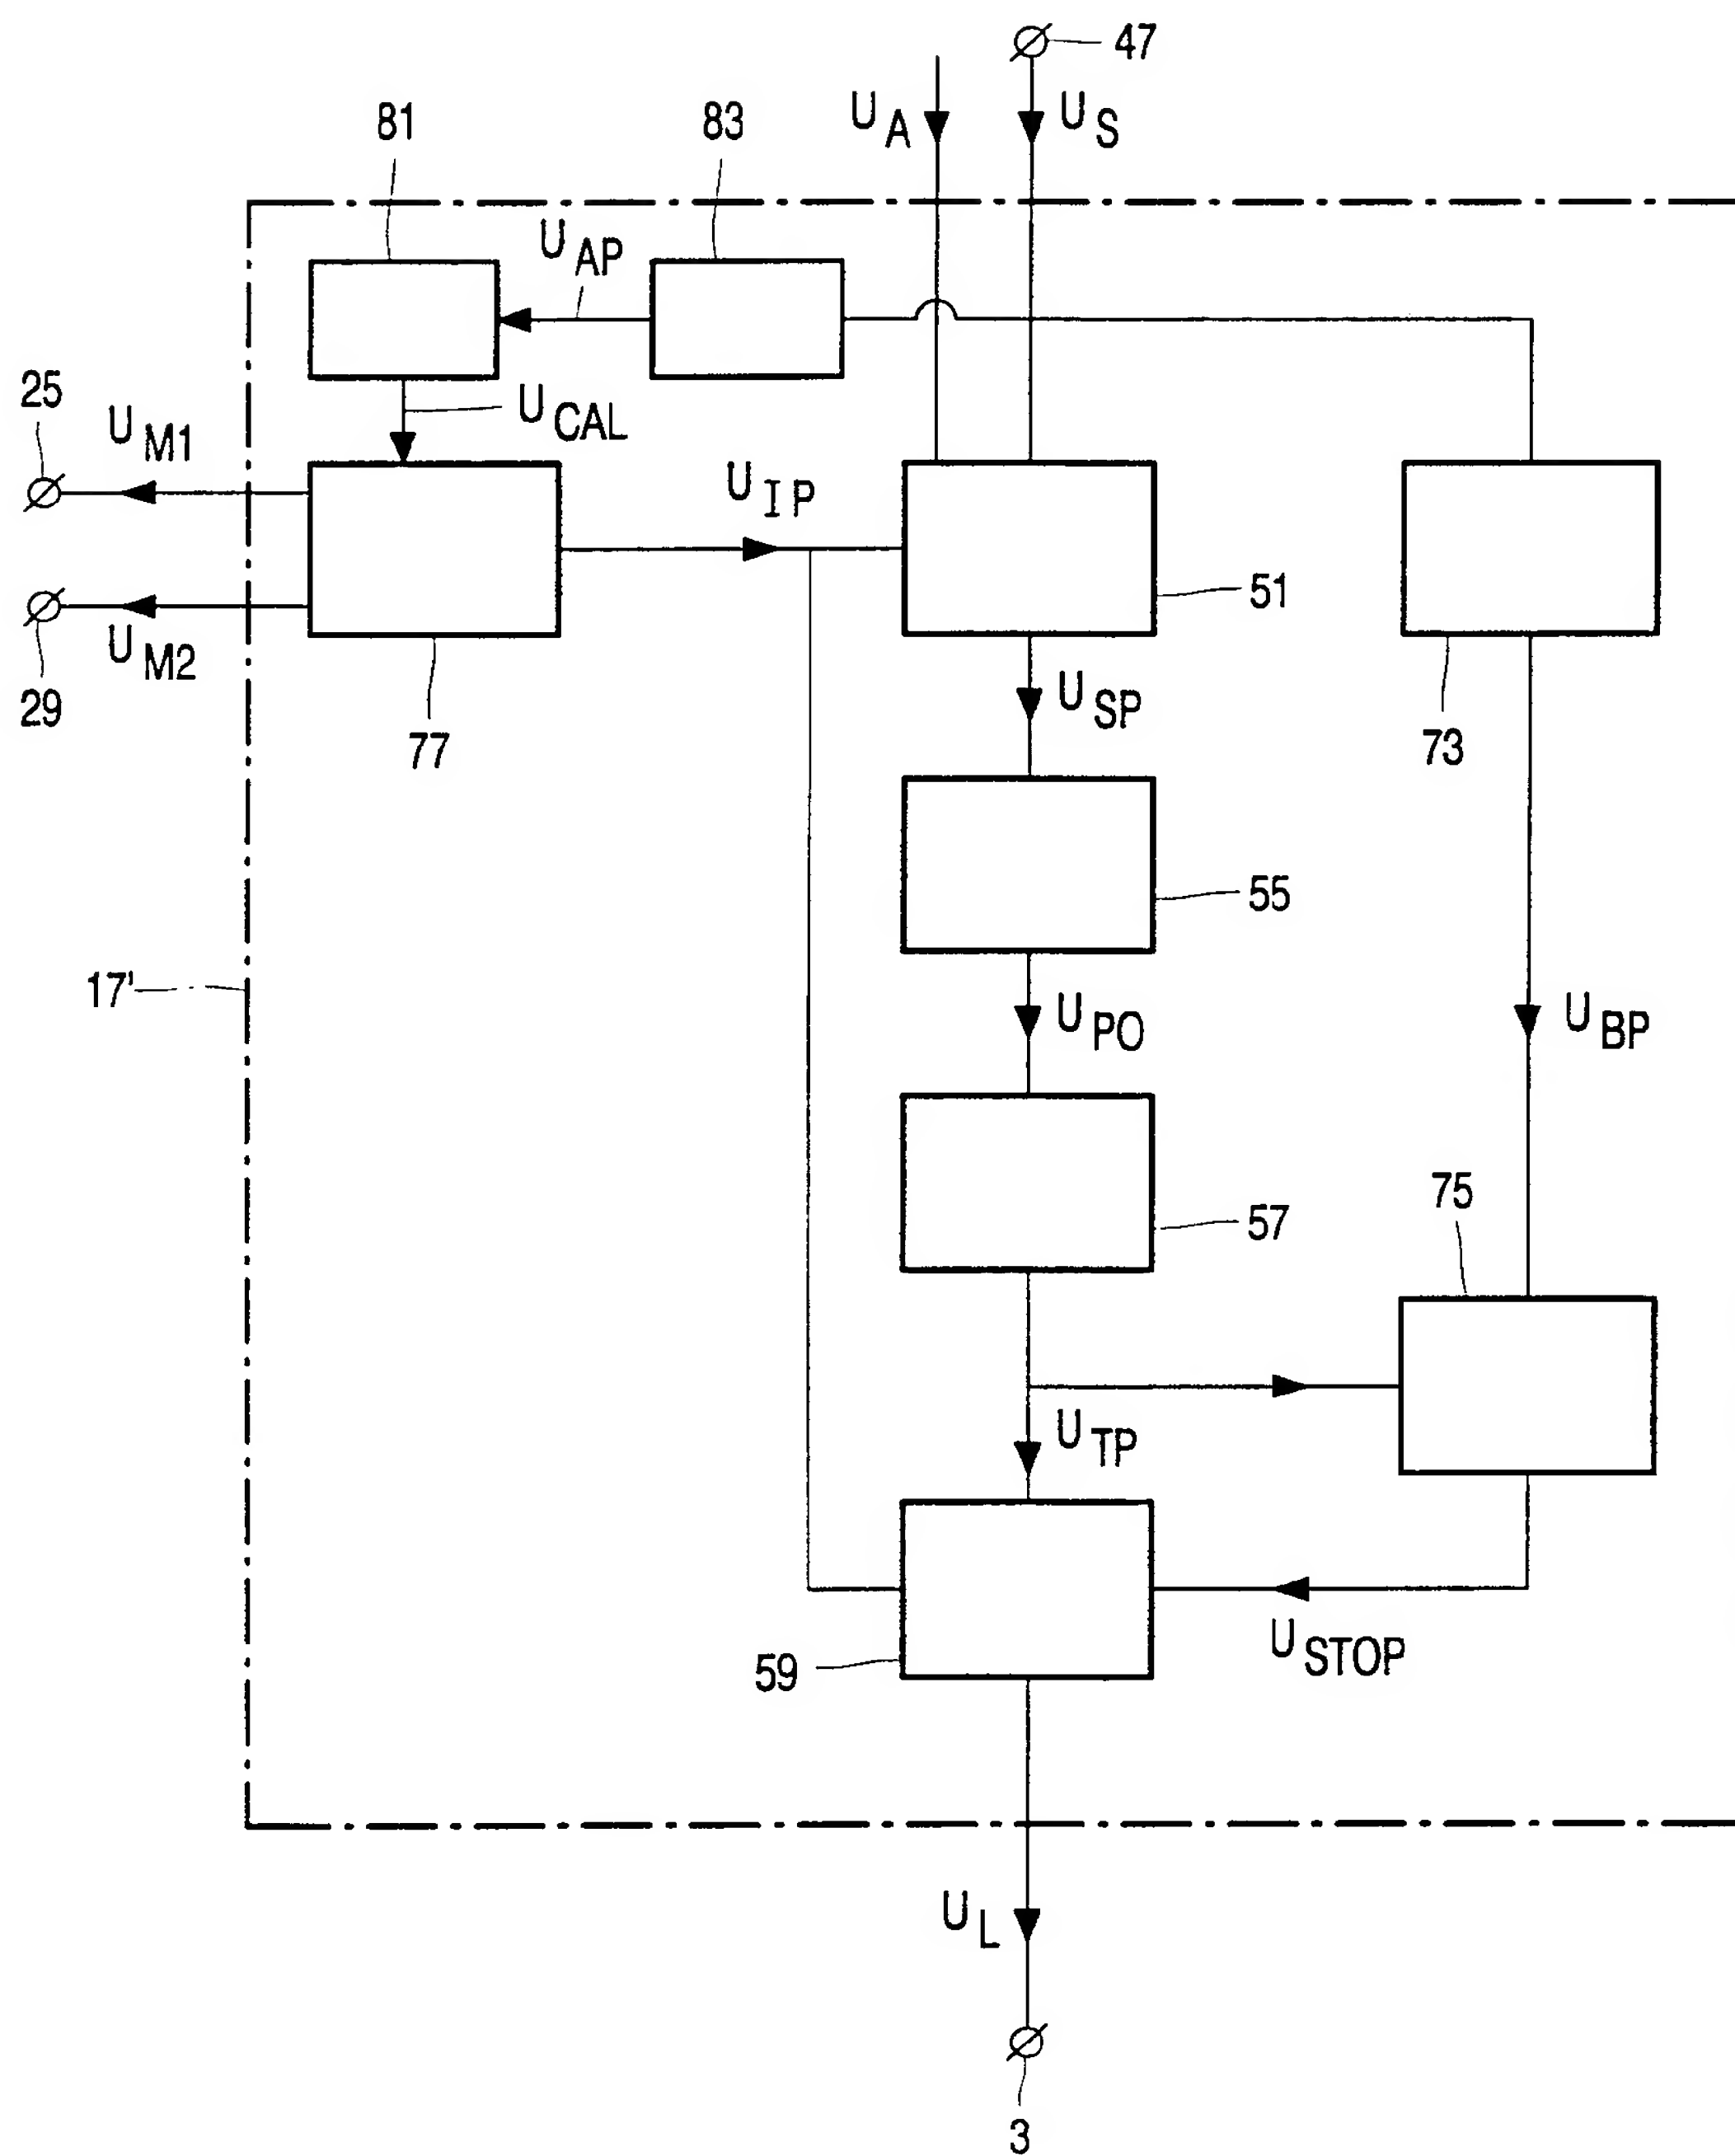 47
U A
U S
81
83
U AP
25
U M1
U CAL
U IP
51
29
U M2
U SP
77
73
55
17'
U PO
U BP
75
57
U TP
59
U STOP
U L
3